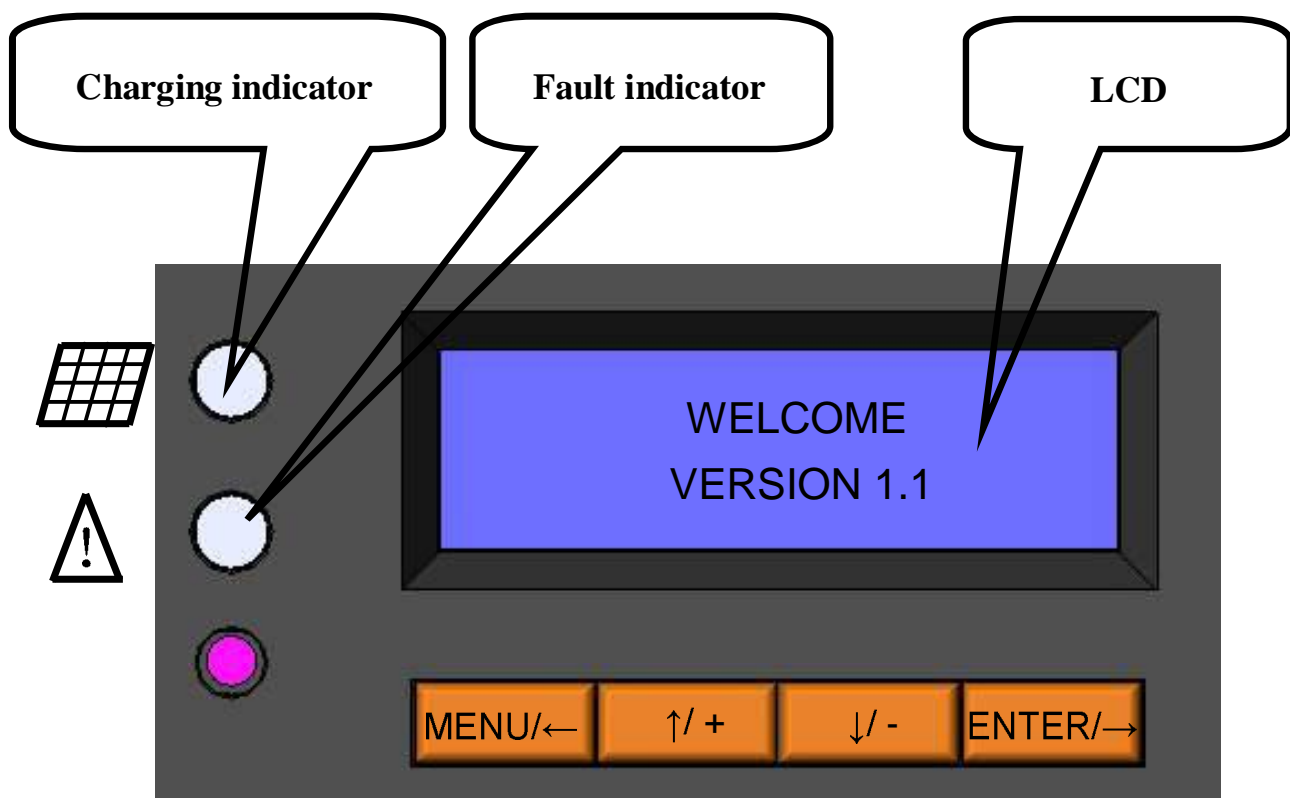 Charging indicator
Fault indicator
LCD
WELCOME
VERSION 1.1
!
MENU/←
↑/ +
↓/ -
ENTER/→